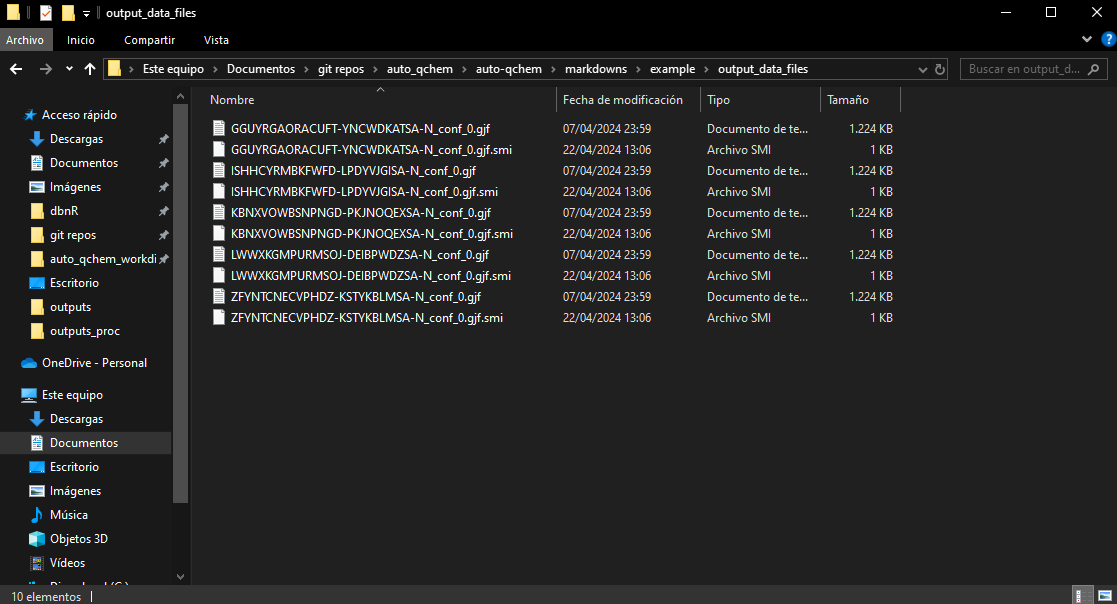 output_data_files
Archivo Inicio Compartir Vista
Este equipo Documentos git repos auto_qchem auto-qchem markdowns example output_data_files
Buscar en output_d...
Acceso rápido
Descargas
Documentos
Imágenes
dbnR
git repos
auto_qchem_workdi
Escritorio
outputs
outputs_proc
OneDrive - Personal
Este equipo
Descargas
Documentos
Escritorio
Imágenes
Música
Objetos 3D
Vídeos
Nombre Fecha de modificación Tipo Tamaño
GGUYRGAORACUFT-YNCWDKATSA-N_conf_0.gjf 07/04/2024 23:59 Documento de te... 1.224 KB
GGUYRGAORACUFT-YNCWDKATSA-N_conf_0.gjf.smi 22/04/2024 13:06 Archivo SMI 1 KB
ISHHCYRMBKFWFD-LPDYVJGISA-N_conf_0.gjf 07/04/2024 23:59 Documento de te... 1.224 KB
ISHHCYRMBKFWFD-LPDYVJGISA-N_conf_0.gjf.smi 22/04/2024 13:06 Archivo SMI 1 KB
KBNXVOWBSNPNGD-PKJNOQEXSA-N_conf_0.gjf 07/04/2024 23:59 Documento de te... 1.224 KB
KBNXVOWBSNPNGD-PKJNOQEXSA-N_conf_0.gjf.smi 22/04/2024 13:06 Archivo SMI 1 KB
LWWXKGMPURMSOJ-DEIBPWDZSA-N_conf_0.gjf 07/04/2024 23:59 Documento de te... 1.224 KB
LWWXKGMPURMSOJ-DEIBPWDZSA-N_conf_0.gjf.smi 22/04/2024 13:06 Archivo SMI 1 KB
ZFYNTCNECVPHDZ-KSTYKBLMSA-N_conf_0.gjf 07/04/2024 23:59 Documento de te... 1.224 KB
ZFYNTCNECVPHDZ-KSTYKBLMSA-N_conf_0.gjf.smi 22/04/2024 13:06 Archivo SMI 1 KB
10 elementos